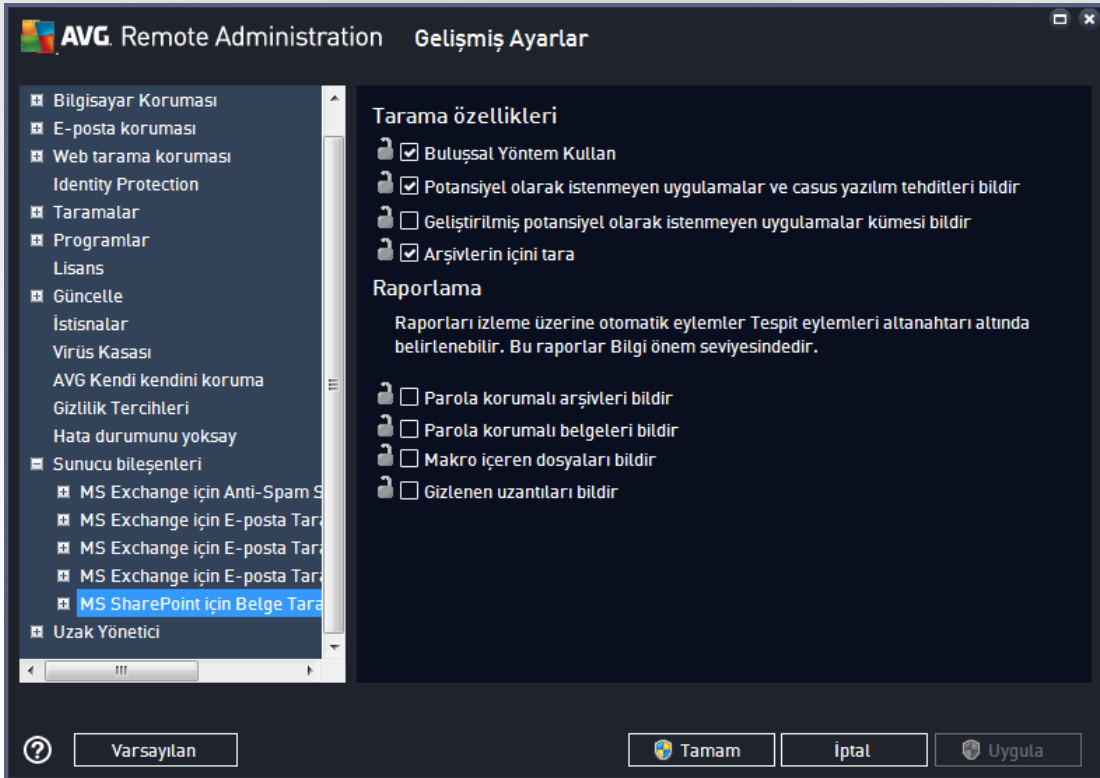 AVG. Remote Administration Gelişmiş Ayarlar
Bilgisayar Koruması
E-posta koruması
Web tarama koruması
Identity Protection
Taramalar
Programlar
Lisans
Güncelle
İstisnalar
Virüs Kasası
AVG Kendi kendini koruma
Gizlilik Tercihleri
Hata durumunu yoksay
Sunucu bileşenleri
MS Exchange için Anti-Spam S
MS Exchange için E-posta Tara
MS Exchange için E-posta Tara
MS Exchange için E-posta Tara
MS SharePoint için Belge Tara
Uzak Yönetici
Tarama özellikleri
Buluşsal Yöntem Kullan
Potansiyel olarak istenmeyen uygulamalar ve casus yazılım tehditleri bildir
Geliştirilmiş potansiyel olarak istenmeyen uygulamalar kümesi bildir
Arşivlerin içini tara
Raporlama
Raporları izleme üzerine otomatik eylemler Tespit eylemleri altanahtarı altında
belirlenebilir. Bu raporlar Bilgi önem seviyesindedir.
Parola korumalı arşivleri bildir
Parola korumalı belgeleri bildir
Makro içeren dosyaları bildir
Gizlenen uzantıları bildir
Varsayılan
Tamam
İptal
Uygula